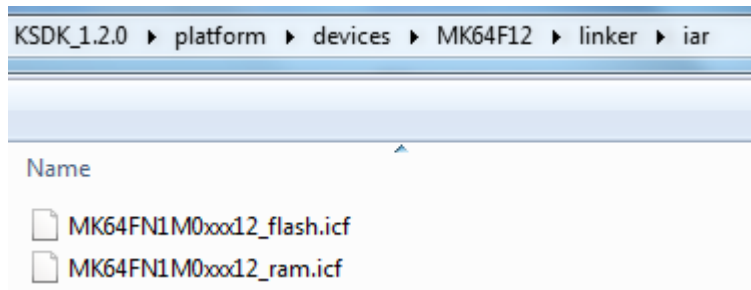 KSDK_1.2.0 ▸ platform ▸ devices ▸ MK64F12 ▸ linker ▸ iar
Name
MK64FN1M0xxx12_flash.icf
MK64FN1M0xxx12_ram.icf